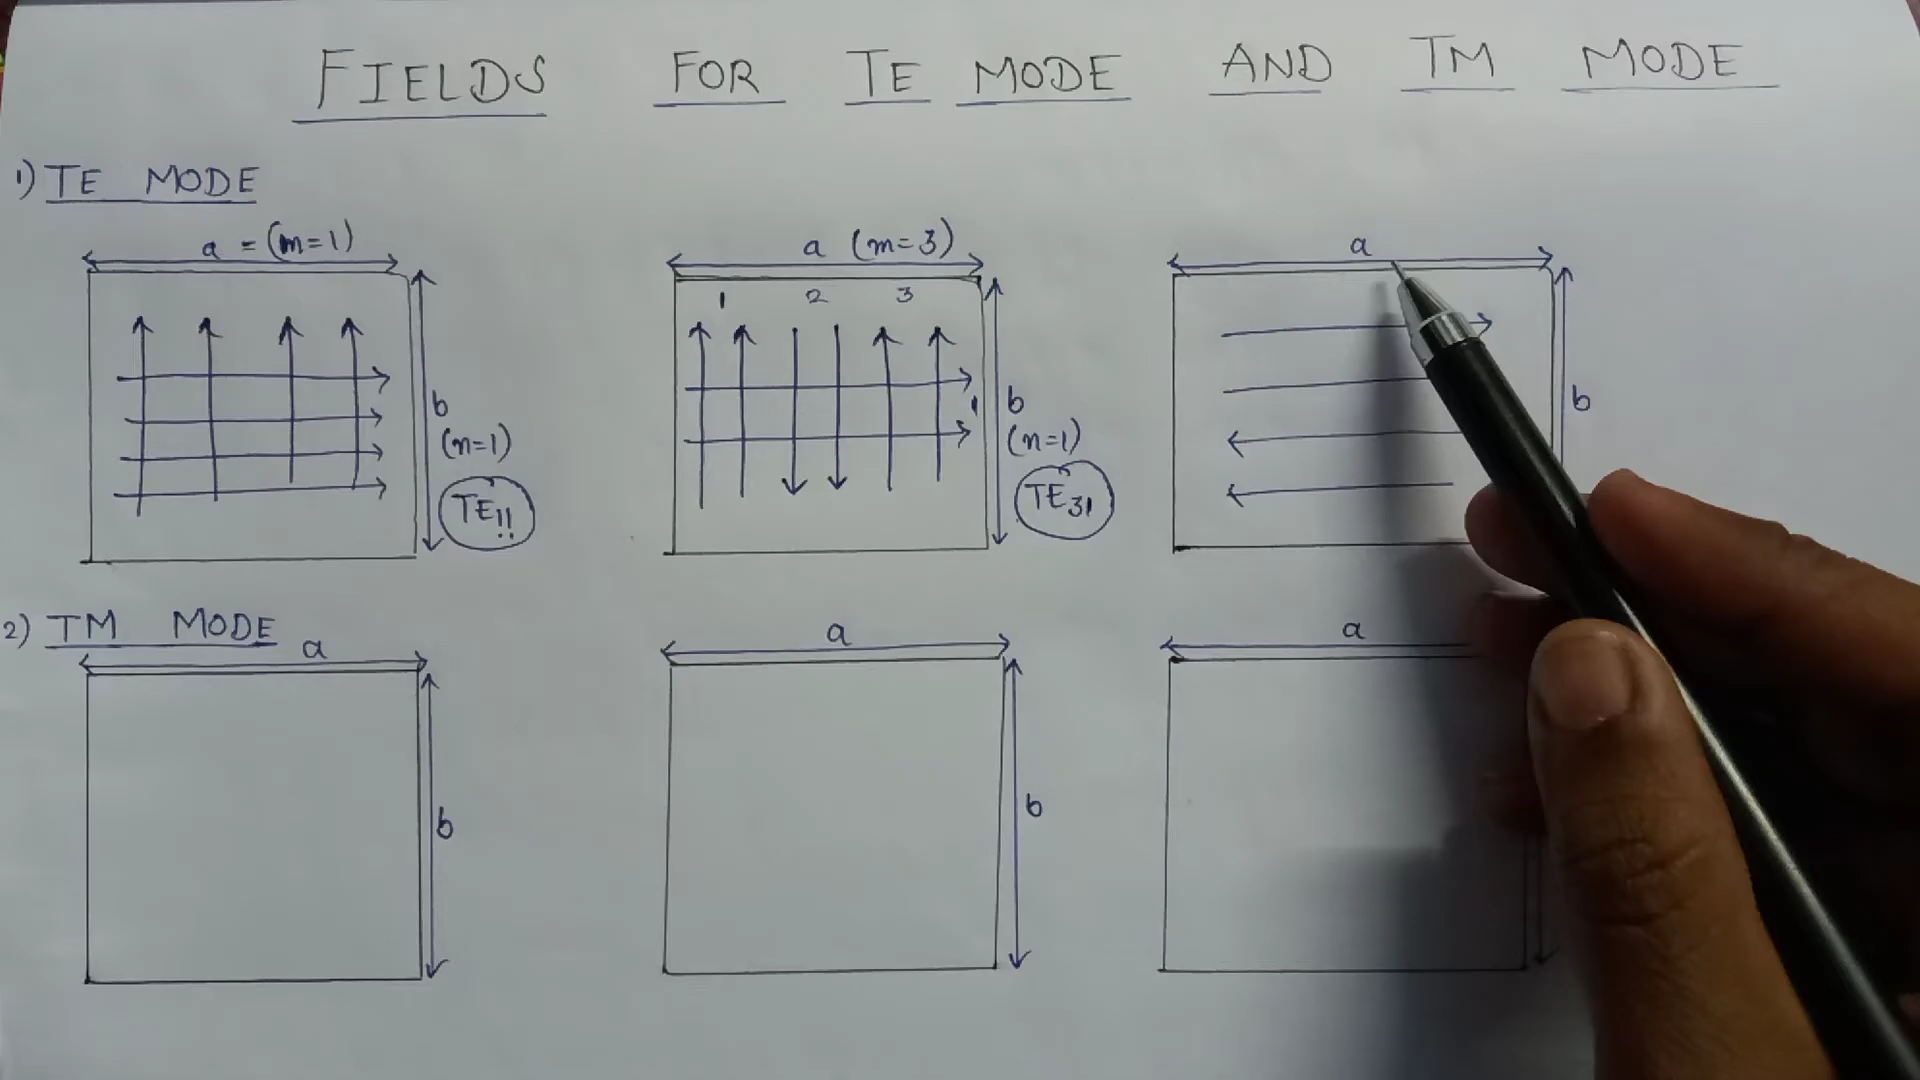 FIELDS FOR TE MODE AND TM MODE
1) TE MODE
a = (m=1)
b
(n=1)
TE11
a (m=3)
1 2 3
1
b
(n=1)
TE31
a
b
2) TM MODE
a
b
a
b
a